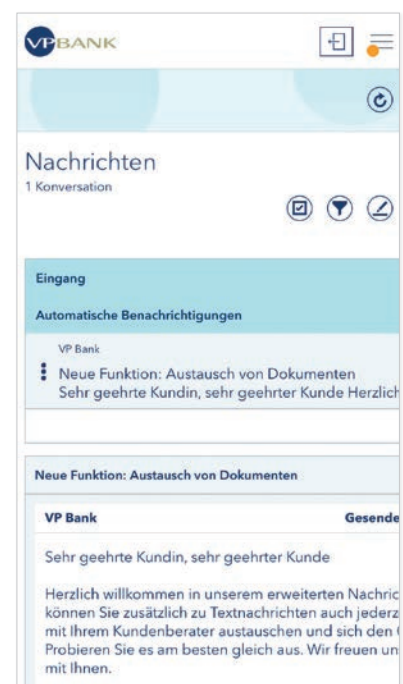 VPBANK
Nachrichten
1 Konversation
Eingang
Automatische Benachrichtigungen
VP Bank
Neue Funktion: Austausch von Dokumenten
Sehr geehrte Kundin, sehr geehrter Kunde Herzlich
Neue Funktion: Austausch von Dokumenten
VP Bank Gesende
Sehr geehrte Kundin, sehr geehrter Kunde
Herzlich willkommen in unserem erweiterten Nachric
können Sie zusätzlich zu Textnachrichten auch jederz
mit Ihrem Kundenberater austauschen und sich den
Probieren Sie es am besten gleich aus. Wir freuen un
mit Ihnen.